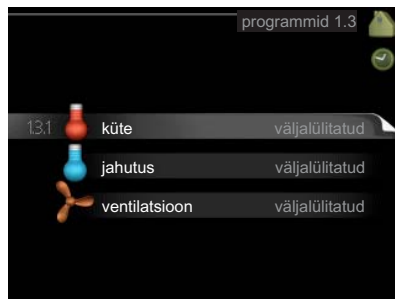 programmid 1.3
1.3.1 küte väljalülitatud
jahutus väljalülitatud
ventilatsioon väljalülitatud